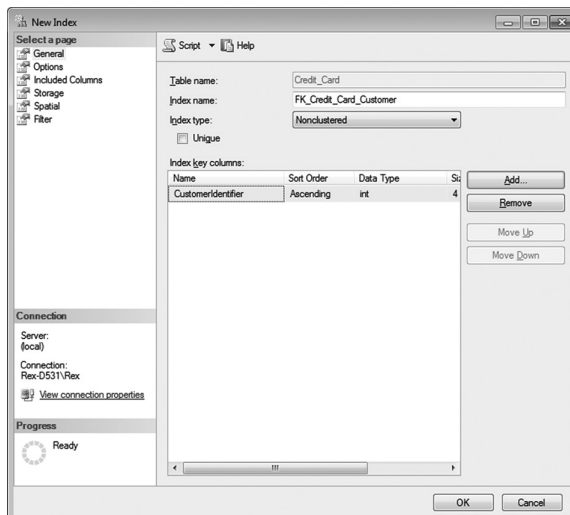 New Index
Select a page
General
Options
Included Columns
Storage
Spatial
Filter
Script Help
Table name: Credit_Card
Index name: FK_Credit_Card_Customer
Index type: Nonclustered
Unique
Index key columns:
Name Sort Order Data Type Siz
CustomerIdentifier Ascending int 4
Add...
Remove
Move Up
Move Down
Connection
Server:
(local)
Connection:
Rex-D531\Rex
View connection properties
Progress
Ready
OK Cancel